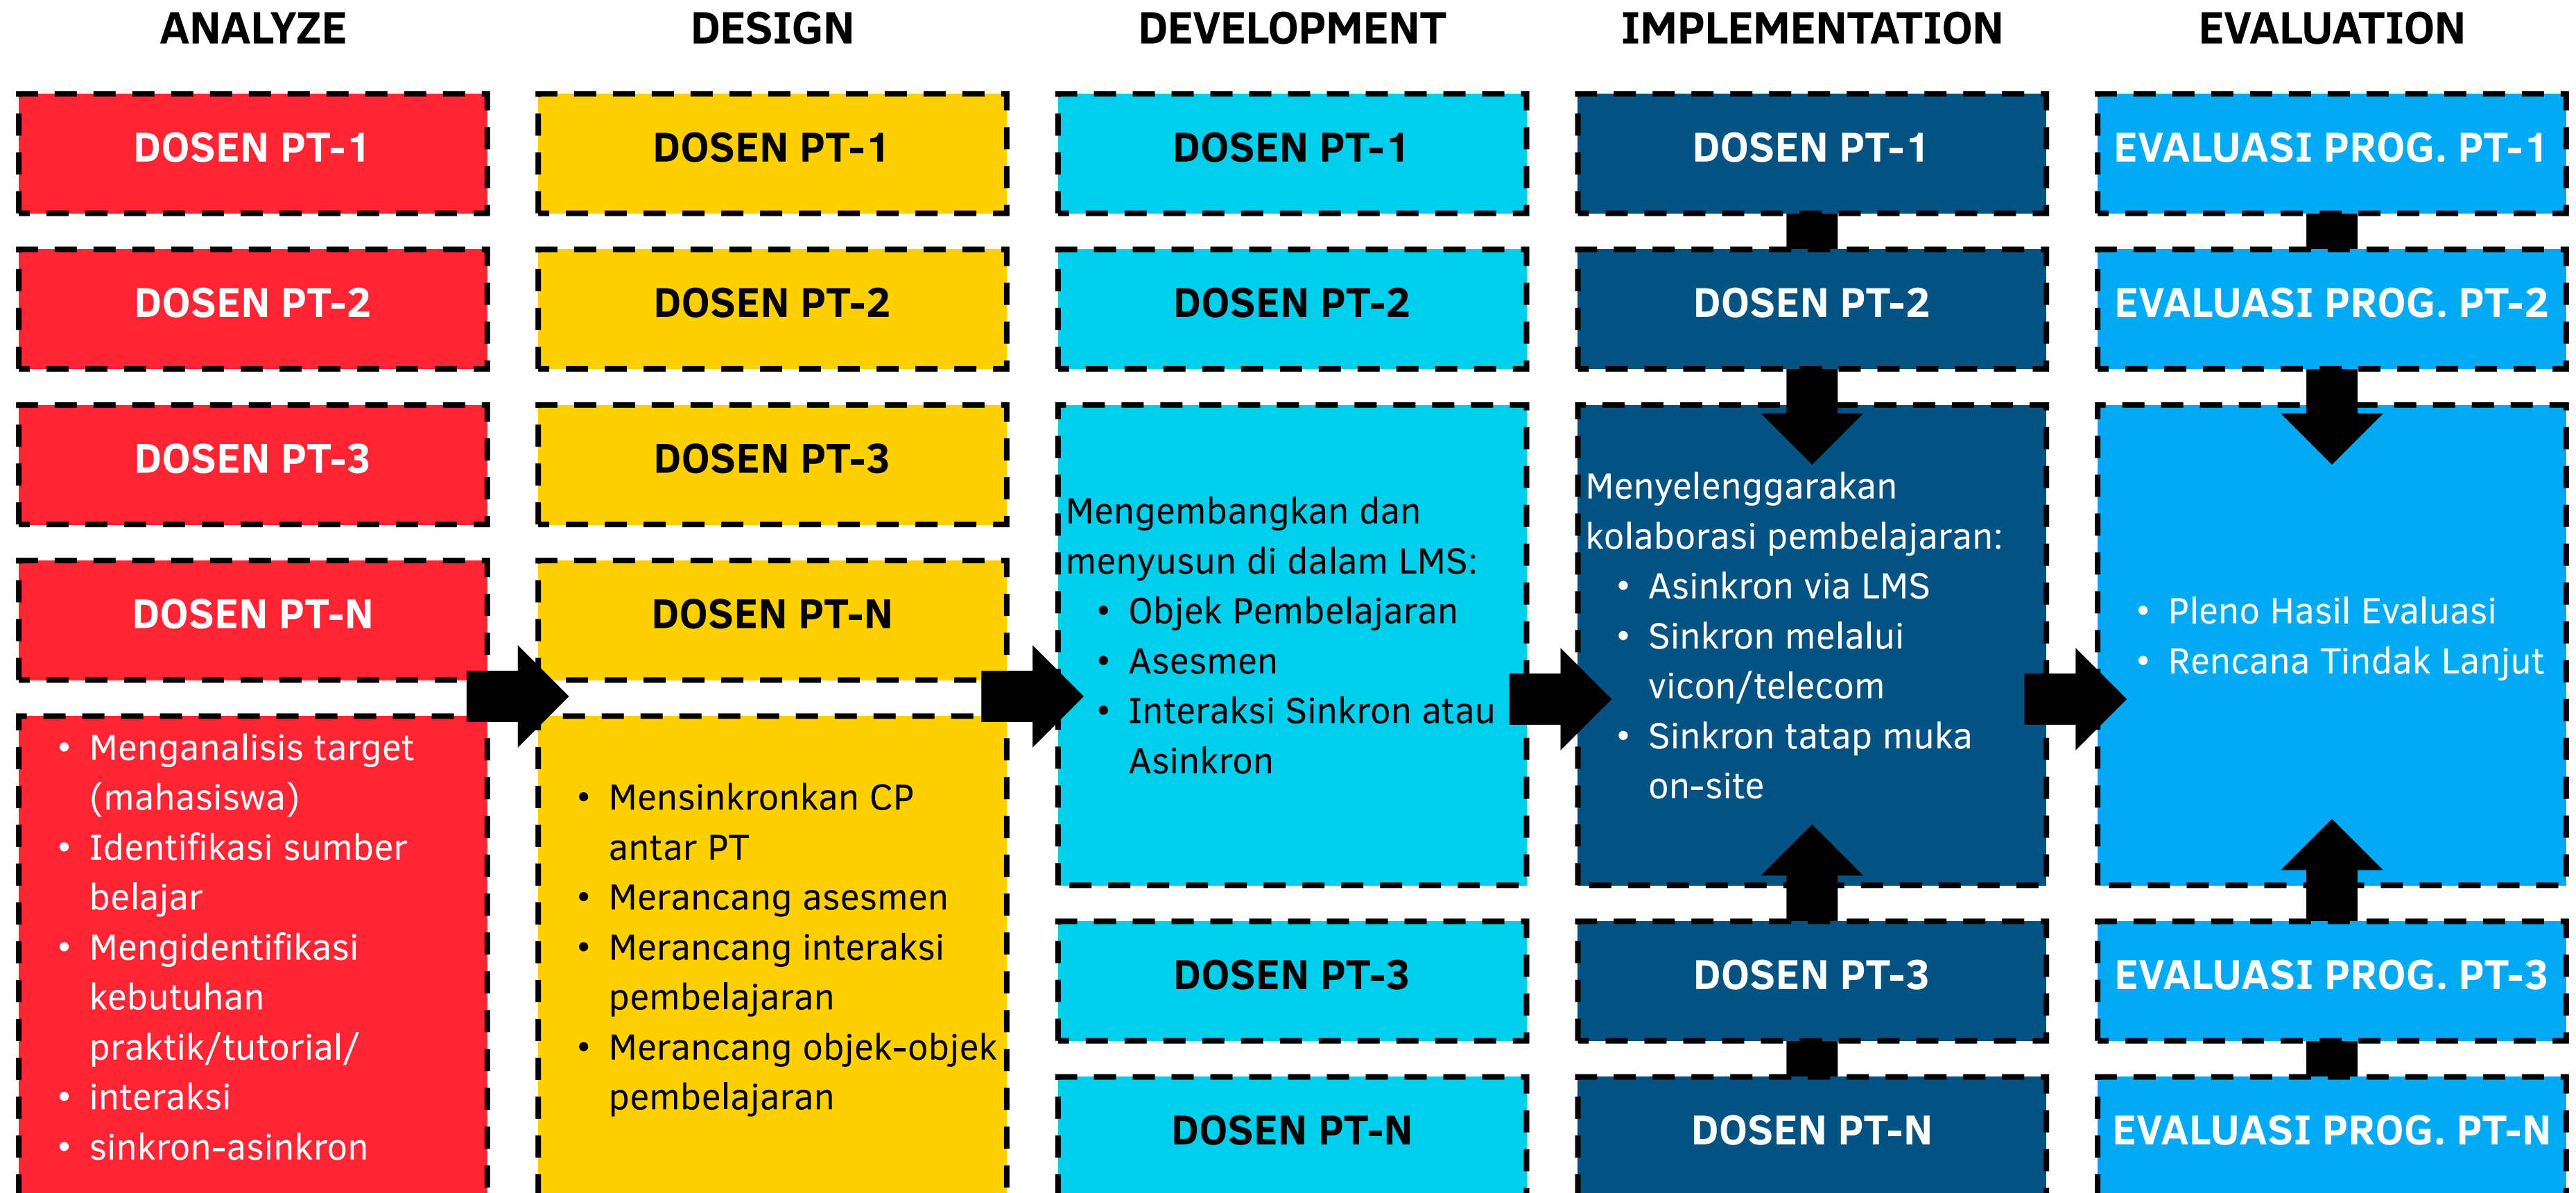 ANALYZE
DOSEN PT-1
DOSEN PT-2
DOSEN PT-3
DOSEN PT-N
• Menganalisis target
(mahasiswa)
• Identifikasi sumber
belajar
• Mengidentifikasi
kebutuhan
praktik/tutorial/
• interaksi
• sinkron-asinkron
DESIGN
DOSEN PT-1
DOSEN PT-2
DOSEN PT-3
DOSEN PT-N
• Mensinkronkan CP
antar PT
• Merancang asesmen
• Merancang interaksi
pembelajaran
• Merancang objek-objek
pembelajaran
DEVELOPMENT
DOSEN PT-1
DOSEN PT-2
Mengembangkan dan
menyusun di dalam LMS:
• Objek Pembelajaran
• Asesmen
• Interaksi Sinkron atau
Asinkron
DOSEN PT-3
DOSEN PT-N
IMPLEMENTATION
DOSEN PT-1
DOSEN PT-2
Menyelenggarakan
kolaborasi pembelajaran:
• Asinkron via LMS
• Sinkron melalui
vicon/telecom
• Sinkron tatap muka
on-site
DOSEN PT-3
DOSEN PT-N
EVALUATION
EVALUASI PROG. PT-1
EVALUASI PROG. PT-2
• Pleno Hasil Evaluasi
• Rencana Tindak Lanjut
EVALUASI PROG. PT-3
EVALUASI PROG. PT-N